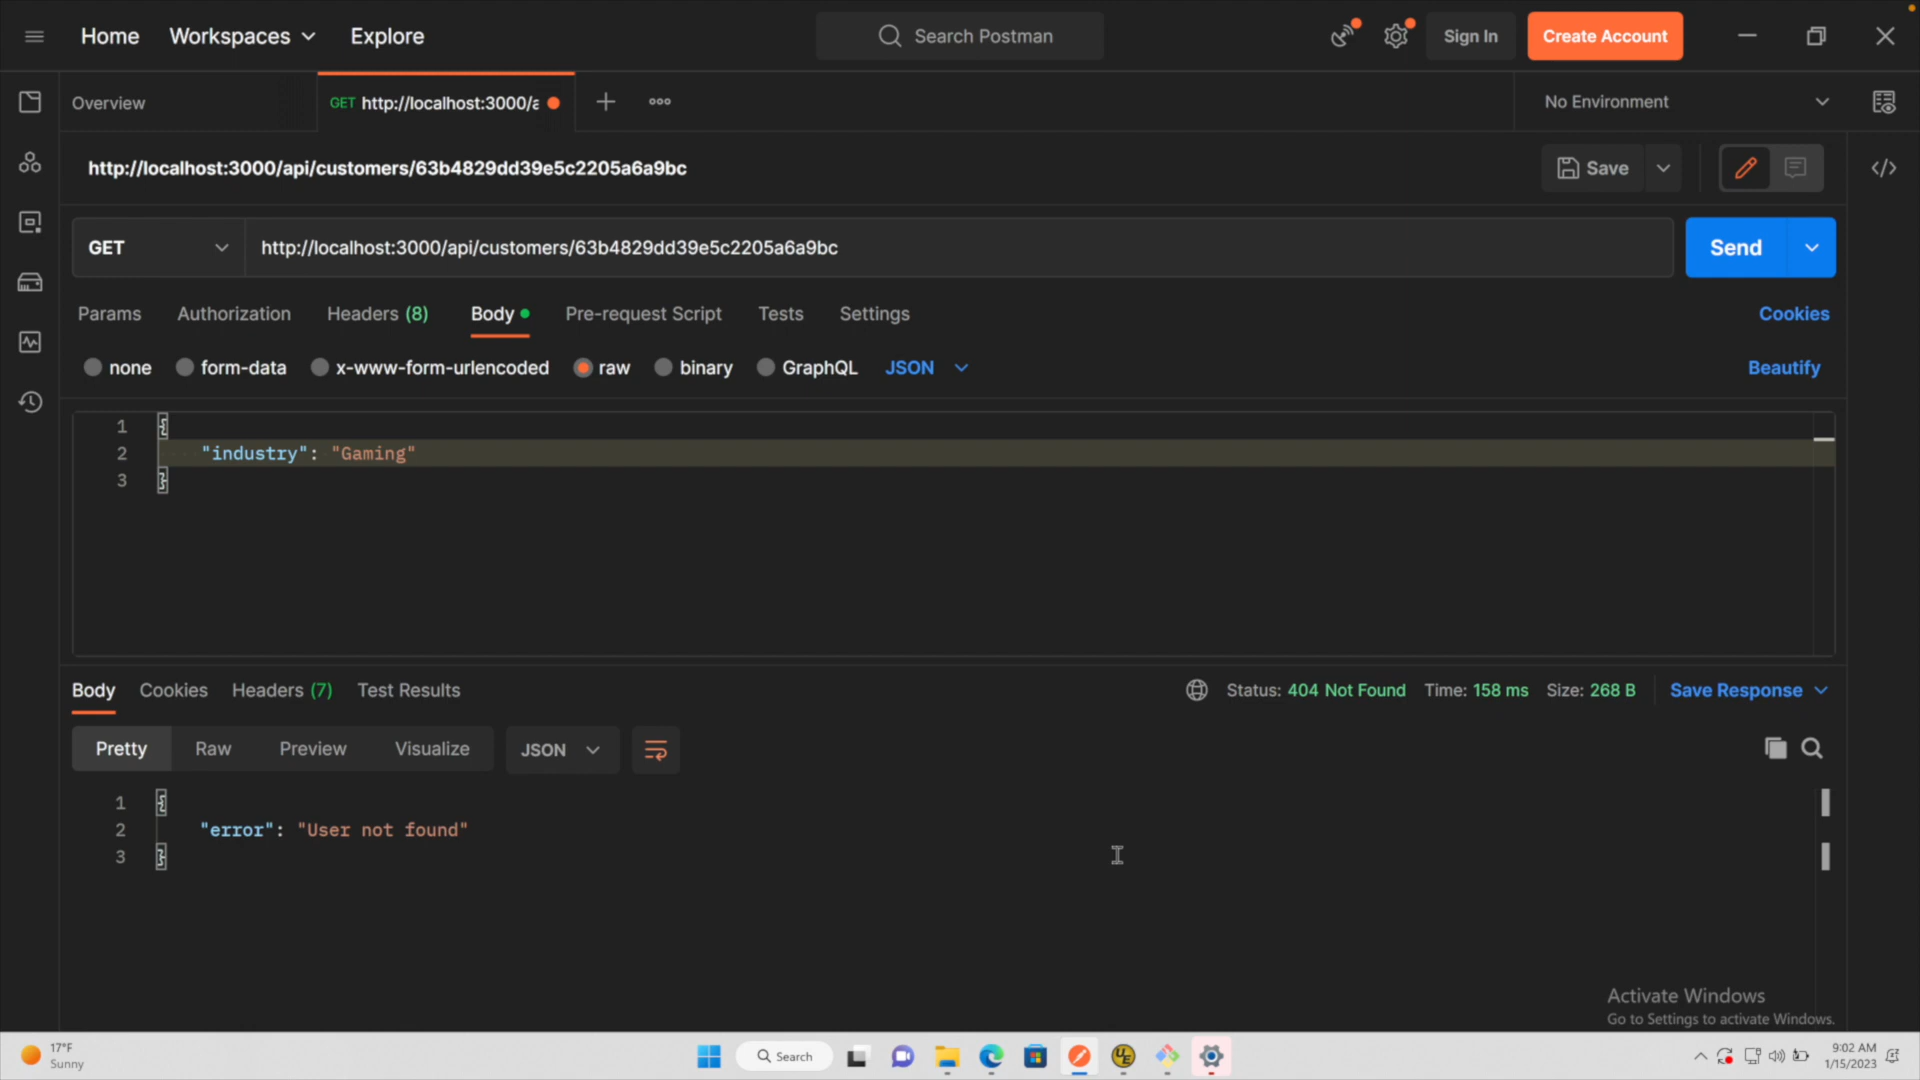 Home Workspaces Explore Search Postman Sign In Create Account
Overview GET http://localhost:3000/a No Environment
http://localhost:3000/api/customers/63b4829dd39e5c2205a6a9bc Save
GET http://localhost:3000/api/customers/63b4829dd39e5c2205a6a9bc Send
Params Authorization Headers (8) Body Pre-request Script Tests Settings Cookies
none form-data x-www-form-urlencoded raw binary GraphQL JSON Beautify
1 {
2 "industry": "Gaming"
3 }
Body Cookies Headers (7) Test Results Status: 404 Not Found Time: 158 ms Size: 268 B Save Response
Pretty Raw Preview Visualize JSON
1 {
2 "error": "User not found"
3 }
Activate Windows
Go to Settings to activate Windows.
17°F
Sunny
Search
UE
9:02 AM
1/15/2023